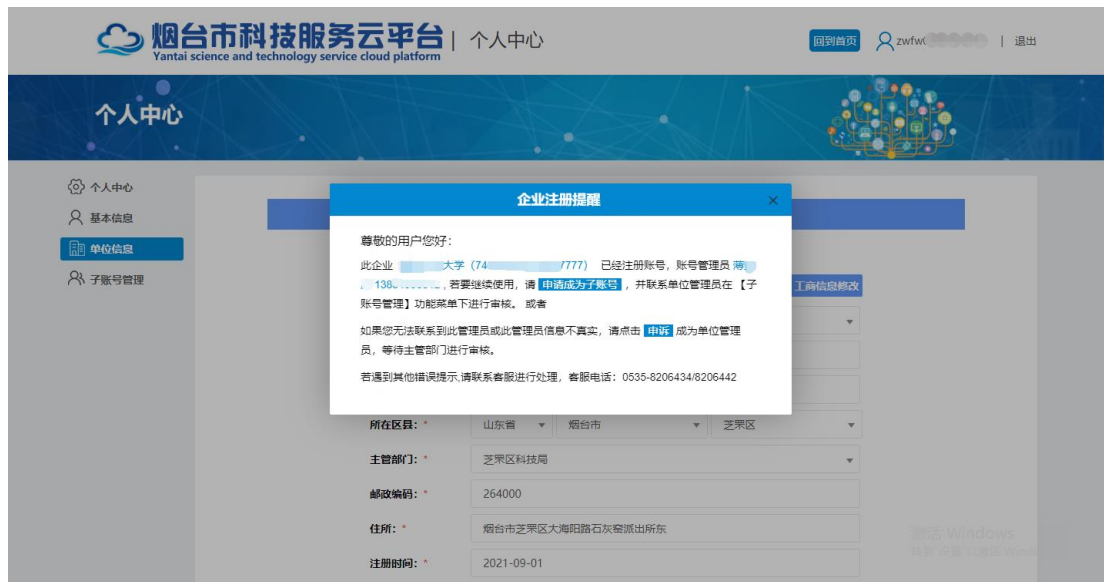 烟台市科技服务云平台 | 个人中心
Yantai science and technology service cloud platform
回到首页
zwfw
| 退出
个人中心
个人中心
基本信息
单位信息
子账号管理
企业注册提醒 ×
尊敬的用户您好：
此企业 大学（74 7777） 已经注册账号，账号管理员
138 ，若要继续使用，请 申请成为子账号 ，并联系单位管理员在 【子
账号管理】功能菜单下进行审核。 或者
如果您无法联系到此管理员或此管理员信息不真实，请点击 申诉 成为单位管理
员，等待主管部门进行审核。
若遇到其他错误提示,请联系客服进行处理，客服电话：0535-8206434/8206442
工商信息修改
所在区县： * 山东省 烟台市 芝罘区
主管部门： * 芝罘区科技局
邮政编码： * 264000
住所： * 烟台市芝罘区大海阳路石灰窑派出所东
注册时间： * 2021-09-01
激活 Windows